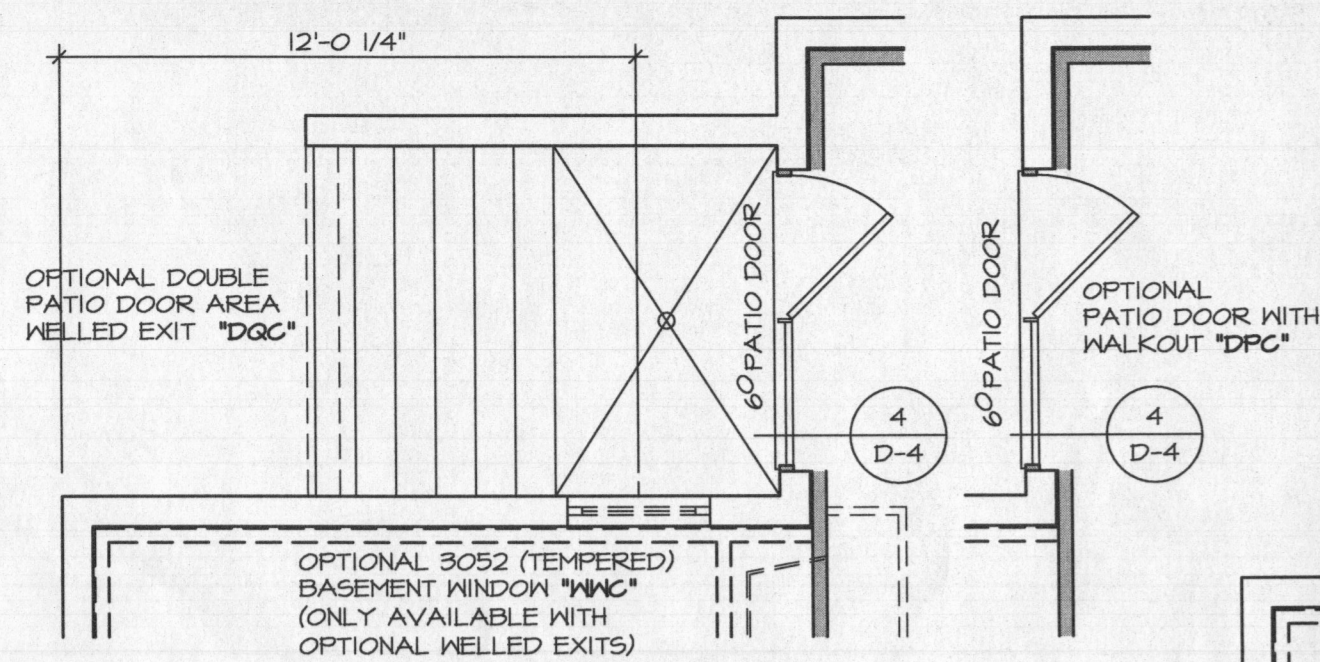 12'-0 1/4"
OPTIONAL DOUBLE
PATIO DOOR AREA
WELLED EXIT "DQC"
60 PATIO DOOR
4
D-4
60 PATIO DOOR
OPTIONAL
PATIO DOOR WITH
WALKOUT "DPC"
4
D-4
OPTIONAL 3052 (TEMPERED)
BASEMENT WINDOW "WWC"
(ONLY AVAILABLE WITH
OPTIONAL WELLED EXITS)